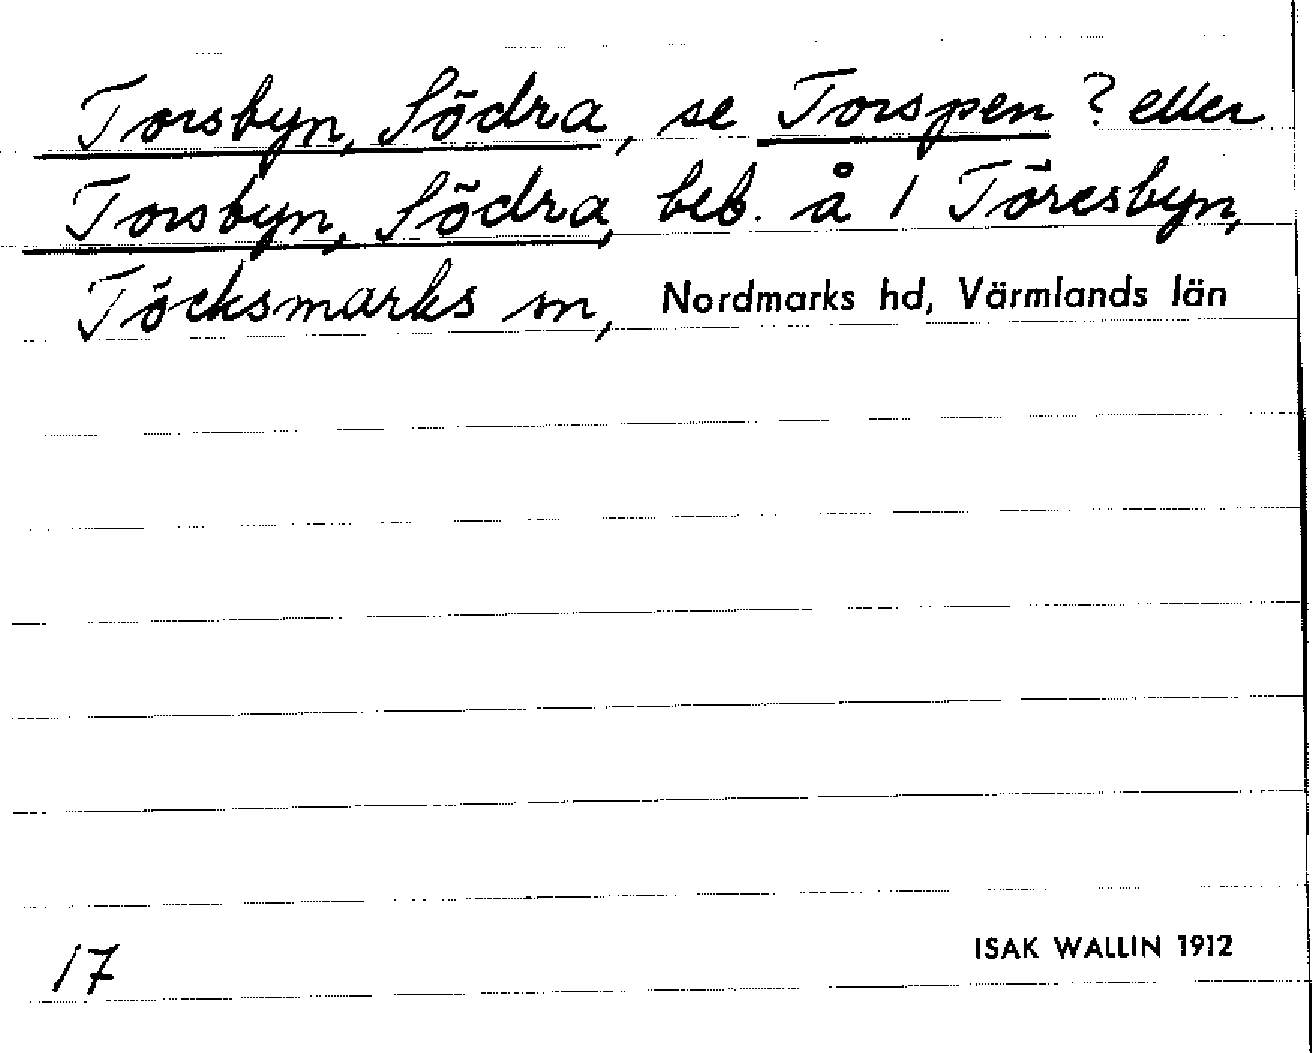 Torsbyn, Södra, se Torspen? eller
Torsbyn, Södra, beb. å 1 Töresbyn,
Töcksmarks sn, Nordmarks hd, Värmlands län
17
ISAK WALLIN 1912